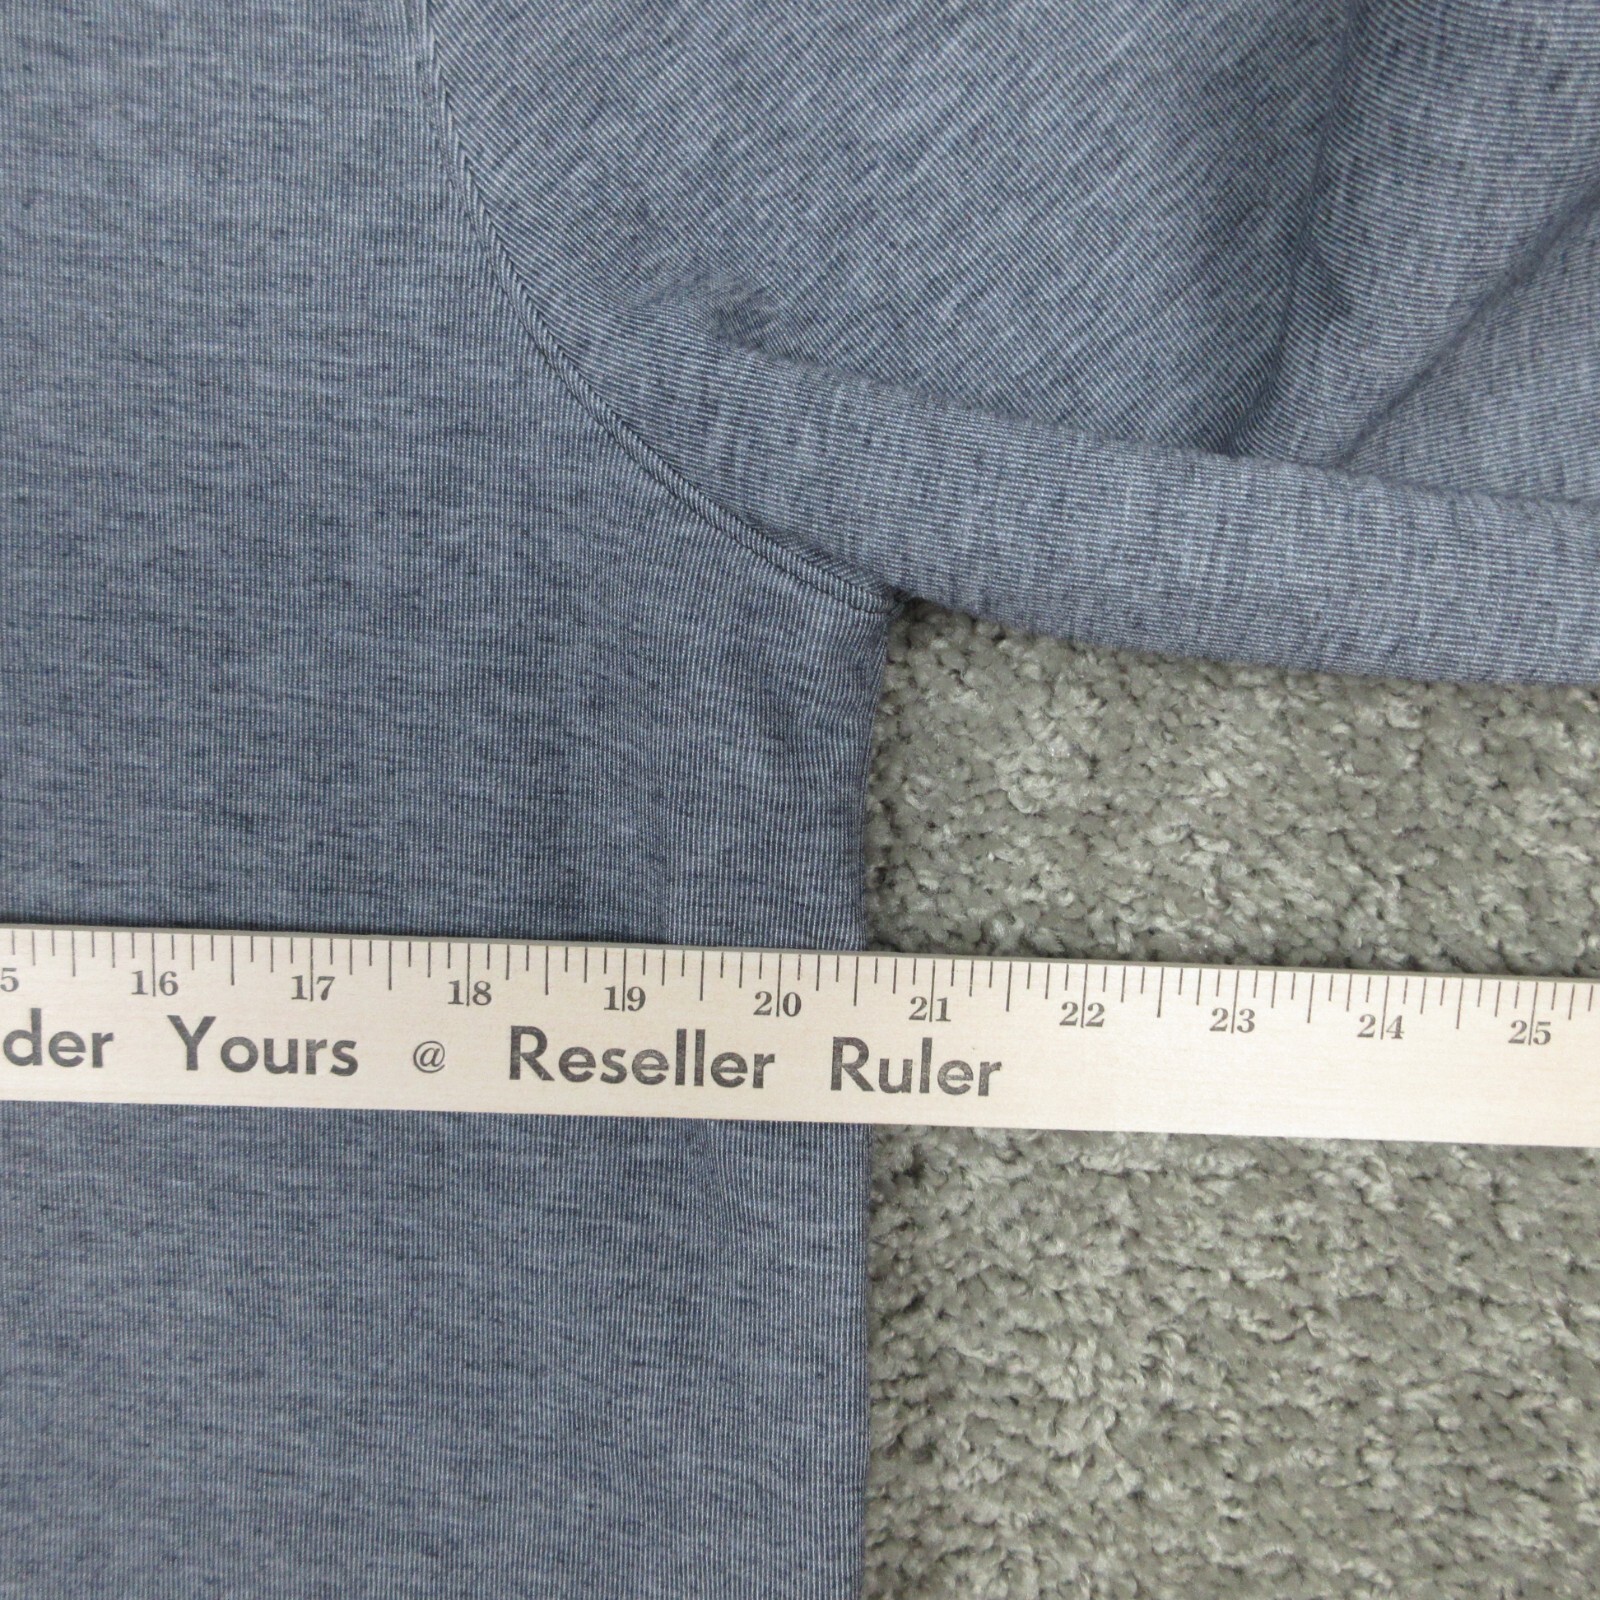 5 16 17 18 19 20 21 22 23 24 25
der Yours @ Reseller Ruler